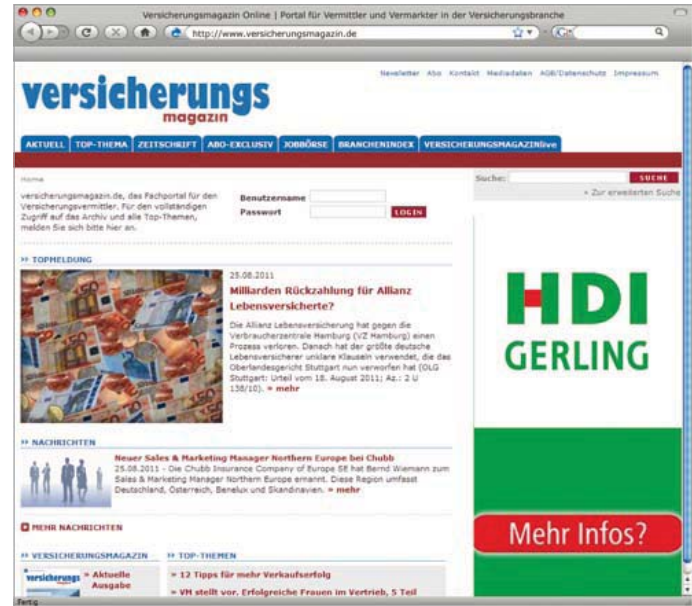 Versicherungsmagazin Online | Portal für Vermittler und Vermarkter in der Versicherungsbranche
http://www.versicherungsmagazin.de
Newsletter Abo Kontakt Mediadaten AGB/Datenschutz Impressum
versicherungs
magazin
AKTUELL TOP-THEMA ZEITSCHRIFT ABO-EXCLUSIV JOBBÖRSE BRANCHENINDEX VERSICHERUNGSMAGAZINlive
Home
Suche: SUCHE
» Zur erweiterten Suche
versicherungsmagazin.de, das Fachportal für den
Versicherungsvermittler. Für den vollständigen
Zugriff auf das Archiv und alle Top-Themen,
melden Sie sich bitte hier an.
Benutzername
Passwort LOGIN
» TOPMELDUNG
25.08.2011
Milliarden Rückzahlung für Allianz
Lebensversicherte?
Die Allianz Lebensversicherung hat gegen die
Verbraucherzentrale Hamburg (VZ Hamburg) einen
Prozess verloren. Danach hat der größte deutsche
Lebensversicherer unklare Klauseln verwendet, die das
Oberlandesgericht Stuttgart nun verworfen hat (OLG
Stuttgart: Urteil vom 18. August 2011; Az.: 2 U
138/10). » mehr
» NACHRICHTEN
Neuer Sales & Marketing Manager Northern Europe bei Chubb
25.08.2011 - Die Chubb Insurance Company of Europe SE hat Bernd Wiemann zum
Sales & Marketing Manager Northern Europe ernannt. Diese Region umfasst
Deutschland, Österreich, Benelux und Skandinavien. » mehr
MEHR NACHRICHTEN
» VERSICHERUNGSMAGAZIN
versicherungs
» Aktuelle
Ausgabe
» TOP-THEMEN
» 12 Tipps für mehr Verkaufserfolg
» VM stellt vor. Erfolgreiche Frauen im Vertrieb, 5 Teil
HDI
GERLING
Mehr Infos?
Fertig